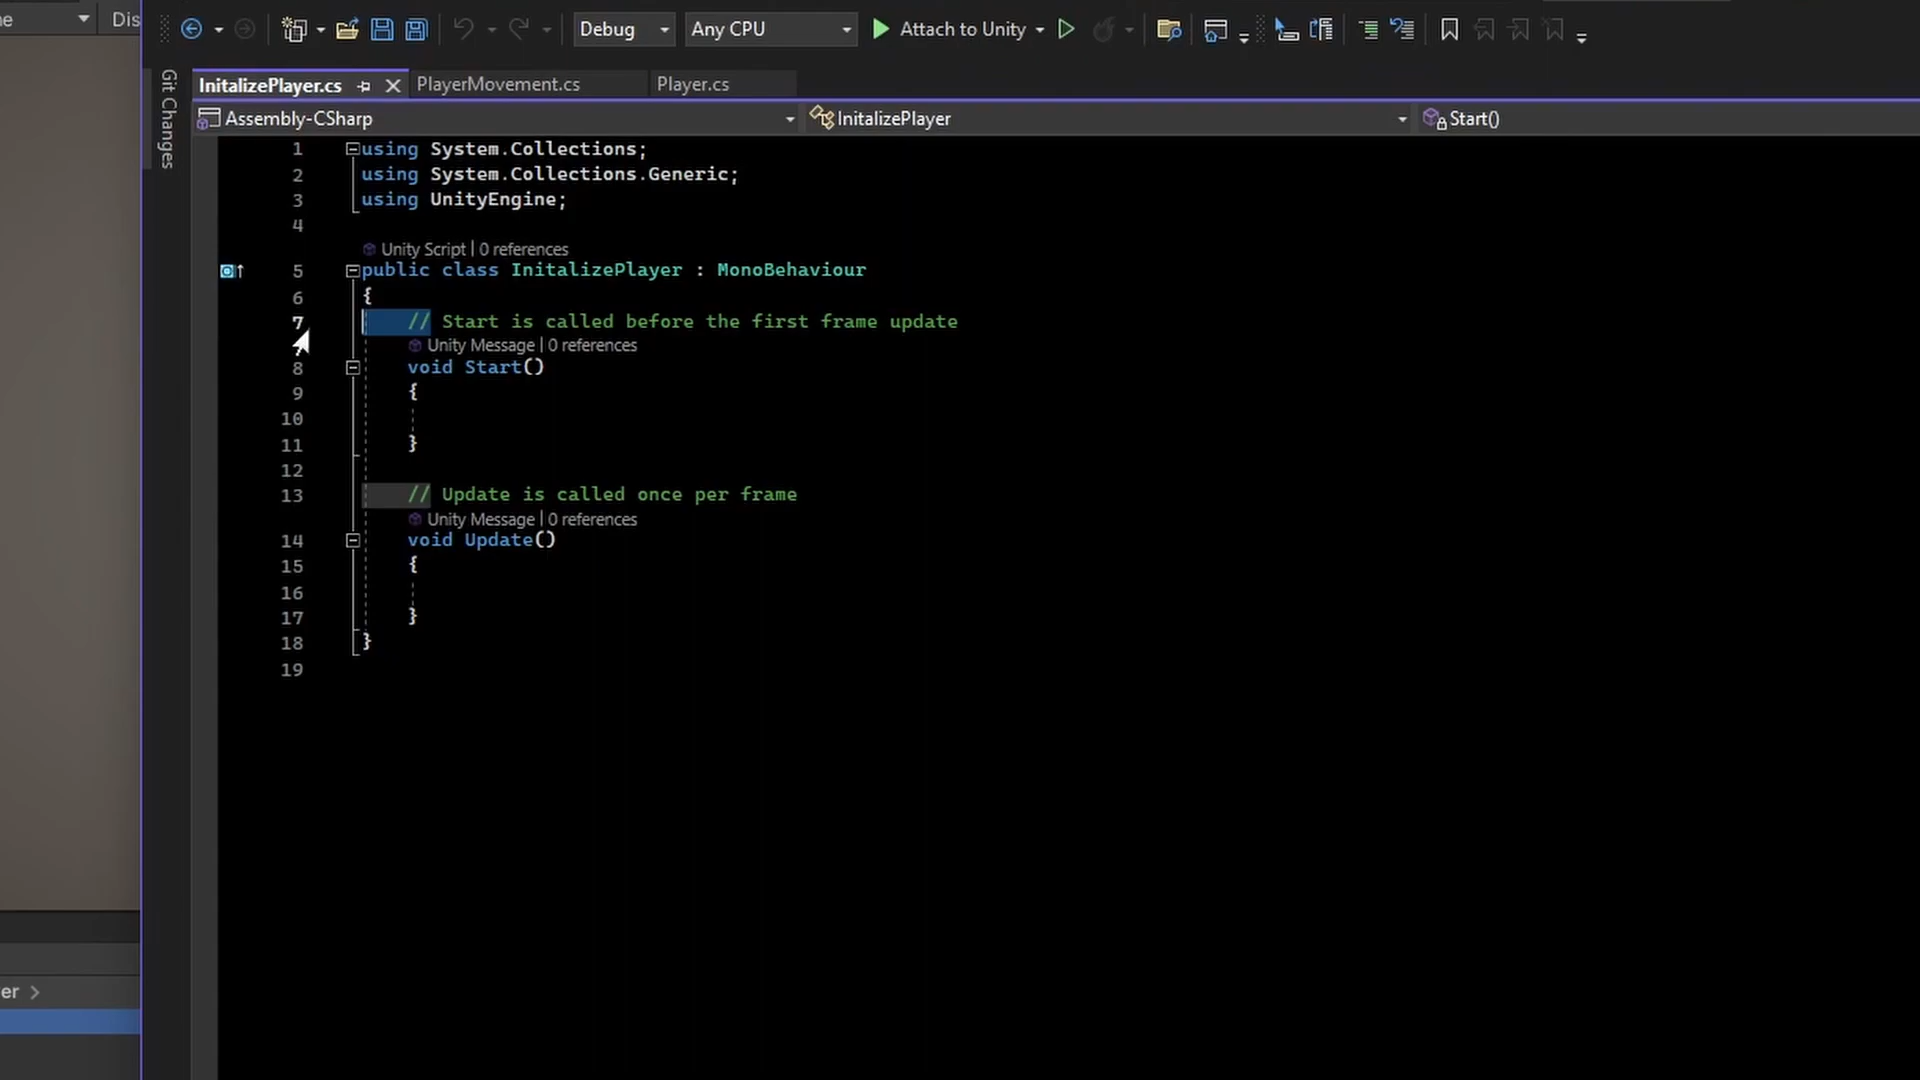 e
Dis
Debug
Any CPU
Attach to Unity
Git Changes
InitalizePlayer.cs
PlayerMovement.cs
Player.cs
Assembly-CSharp
InitalizePlayer
Start()
1 using System.Collections;
2 using System.Collections.Generic;
3 using UnityEngine;
4
Unity Script | 0 references
5 public class InitalizePlayer : MonoBehaviour
6 {
7 // Start is called before the first frame update
Unity Message | 0 references
8 void Start()
9 {
10
11 }
12
13 // Update is called once per frame
Unity Message | 0 references
14 void Update()
15 {
16
17 }
18 }
19
er >